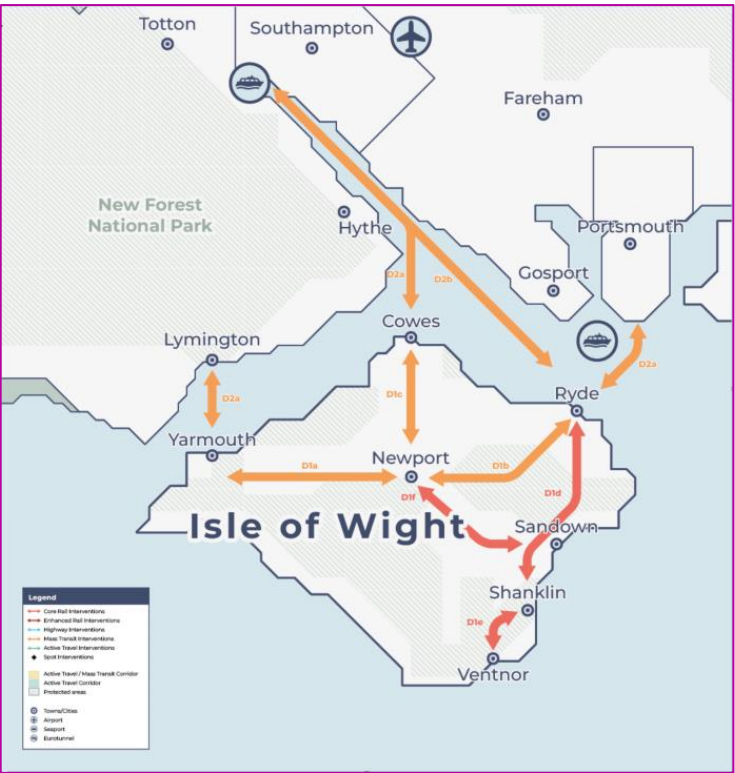 Totton
Southampton
Fareham
New Forest
National Park
Hythe
Portsmouth
Gosport
D2a
D2b
Cowes
Lymington
D2a
D2a
Ryde
D1c
Yarmouth
Newport
D1a
D1b
D1f
D1d
Isle of Wight
Sandown
Shanklin
D1e
Ventnor
Legend
Core Rail Interventions
Enhanced Rail Interventions
Highway Interventions
Mass Transit Interventions
Active Travel Interventions
Spot Interventions
Active Travel / Mass Transit Corridor
Active Travel Corridor
Protected areas
Towns/Cities
Airport
Seaport
Eurotunnel